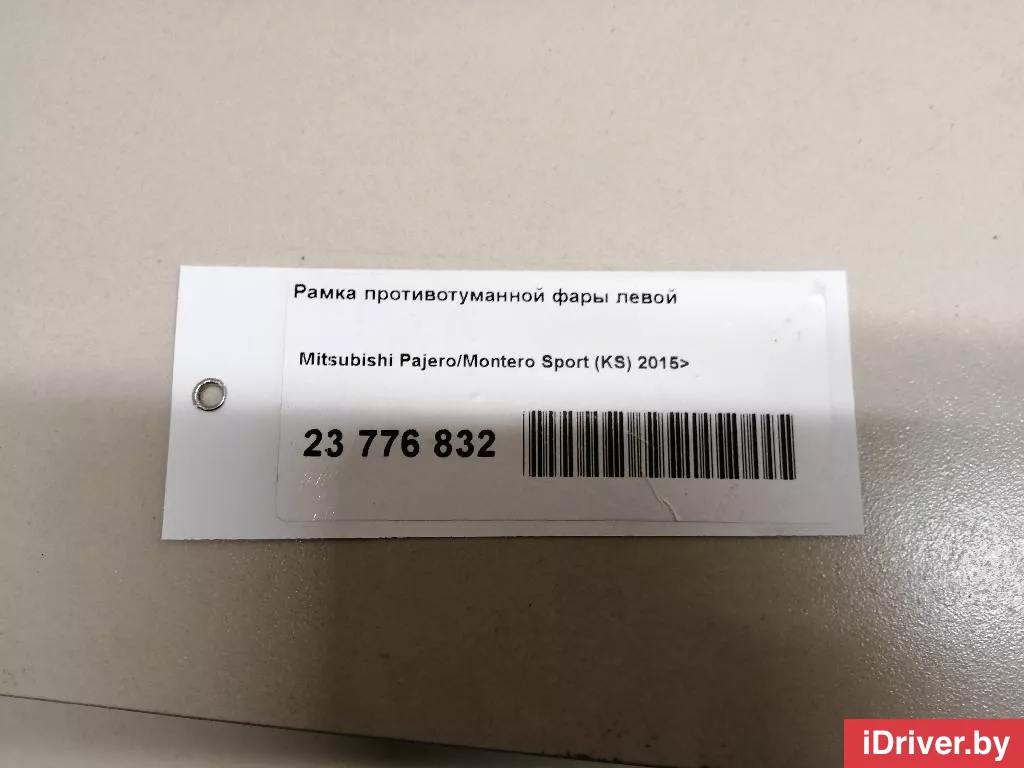 Рамка противотуманной фары левой
Mitsubishi Pajero/Montero Sport (KS) 2015>
23 776 832
iDriver.by